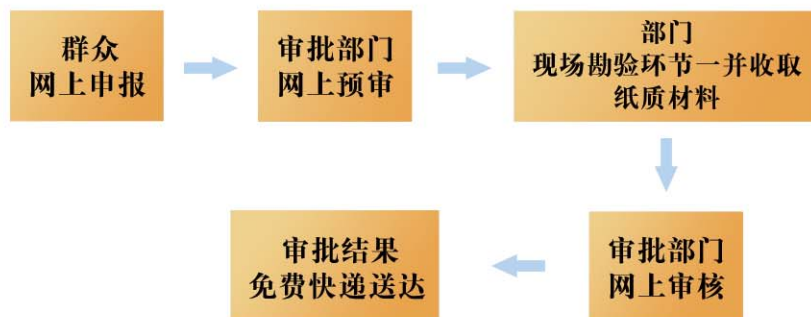 群众
网上申报
审批部门
网上预审
部门
现场勘验环节一并收取
纸质材料
审批部门
网上审核
审批结果
免费快递送达